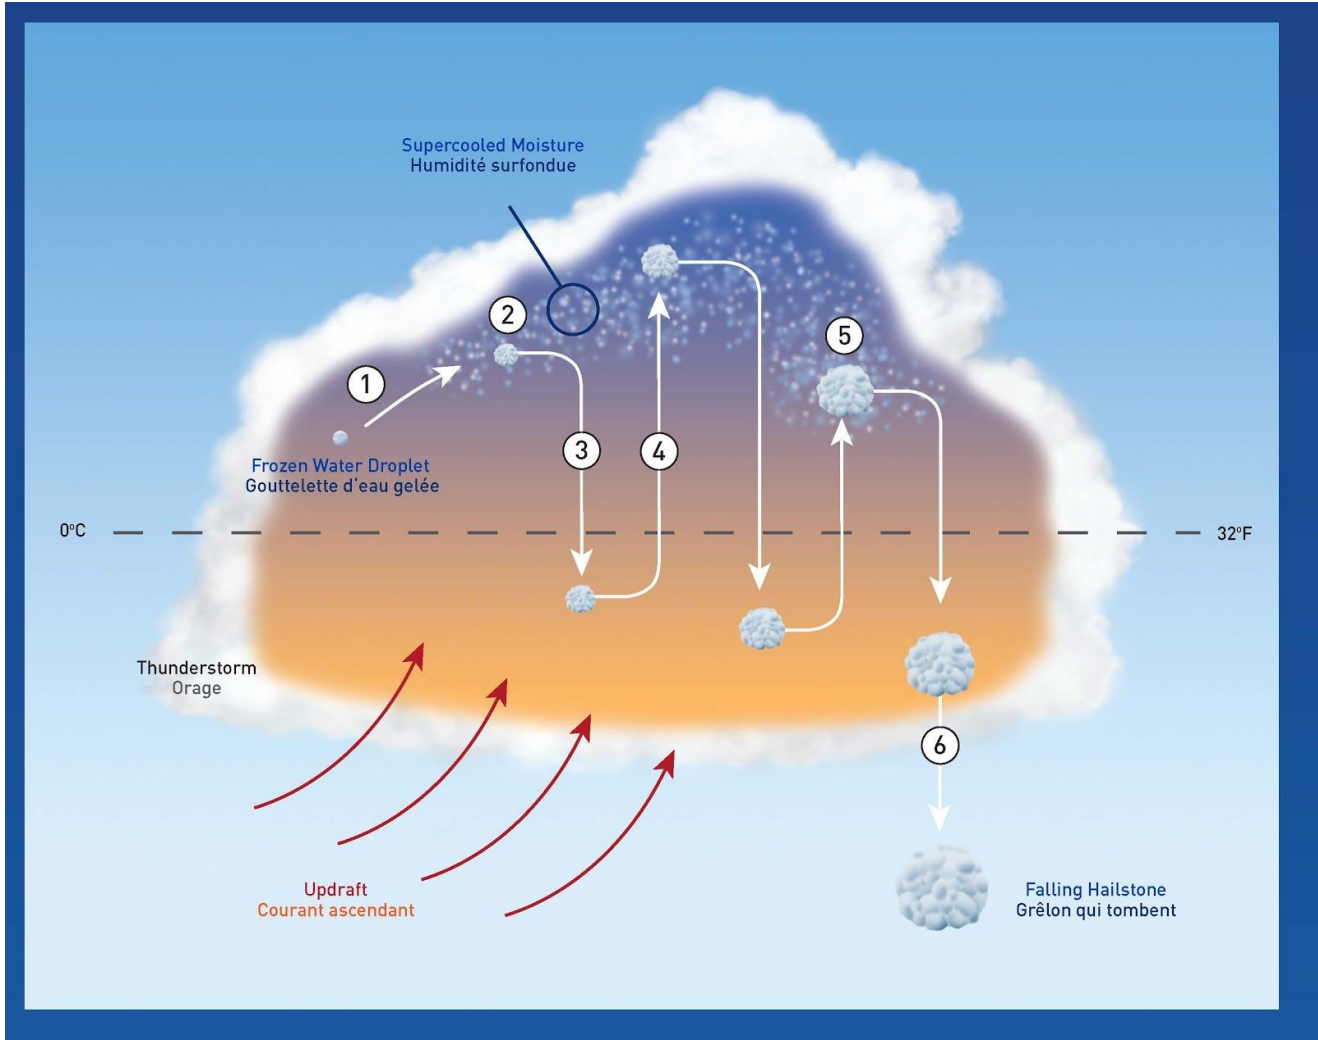 Supercooled Moisture
Humidité surfondue
2
5
1
3
4
Frozen Water Droplet
Gouttelette d'eau gelée
0°C
32°F
Thunderstorm
Orage
6
Updraft
Courant ascendant
Falling Hailstone
Grêlon qui tombent